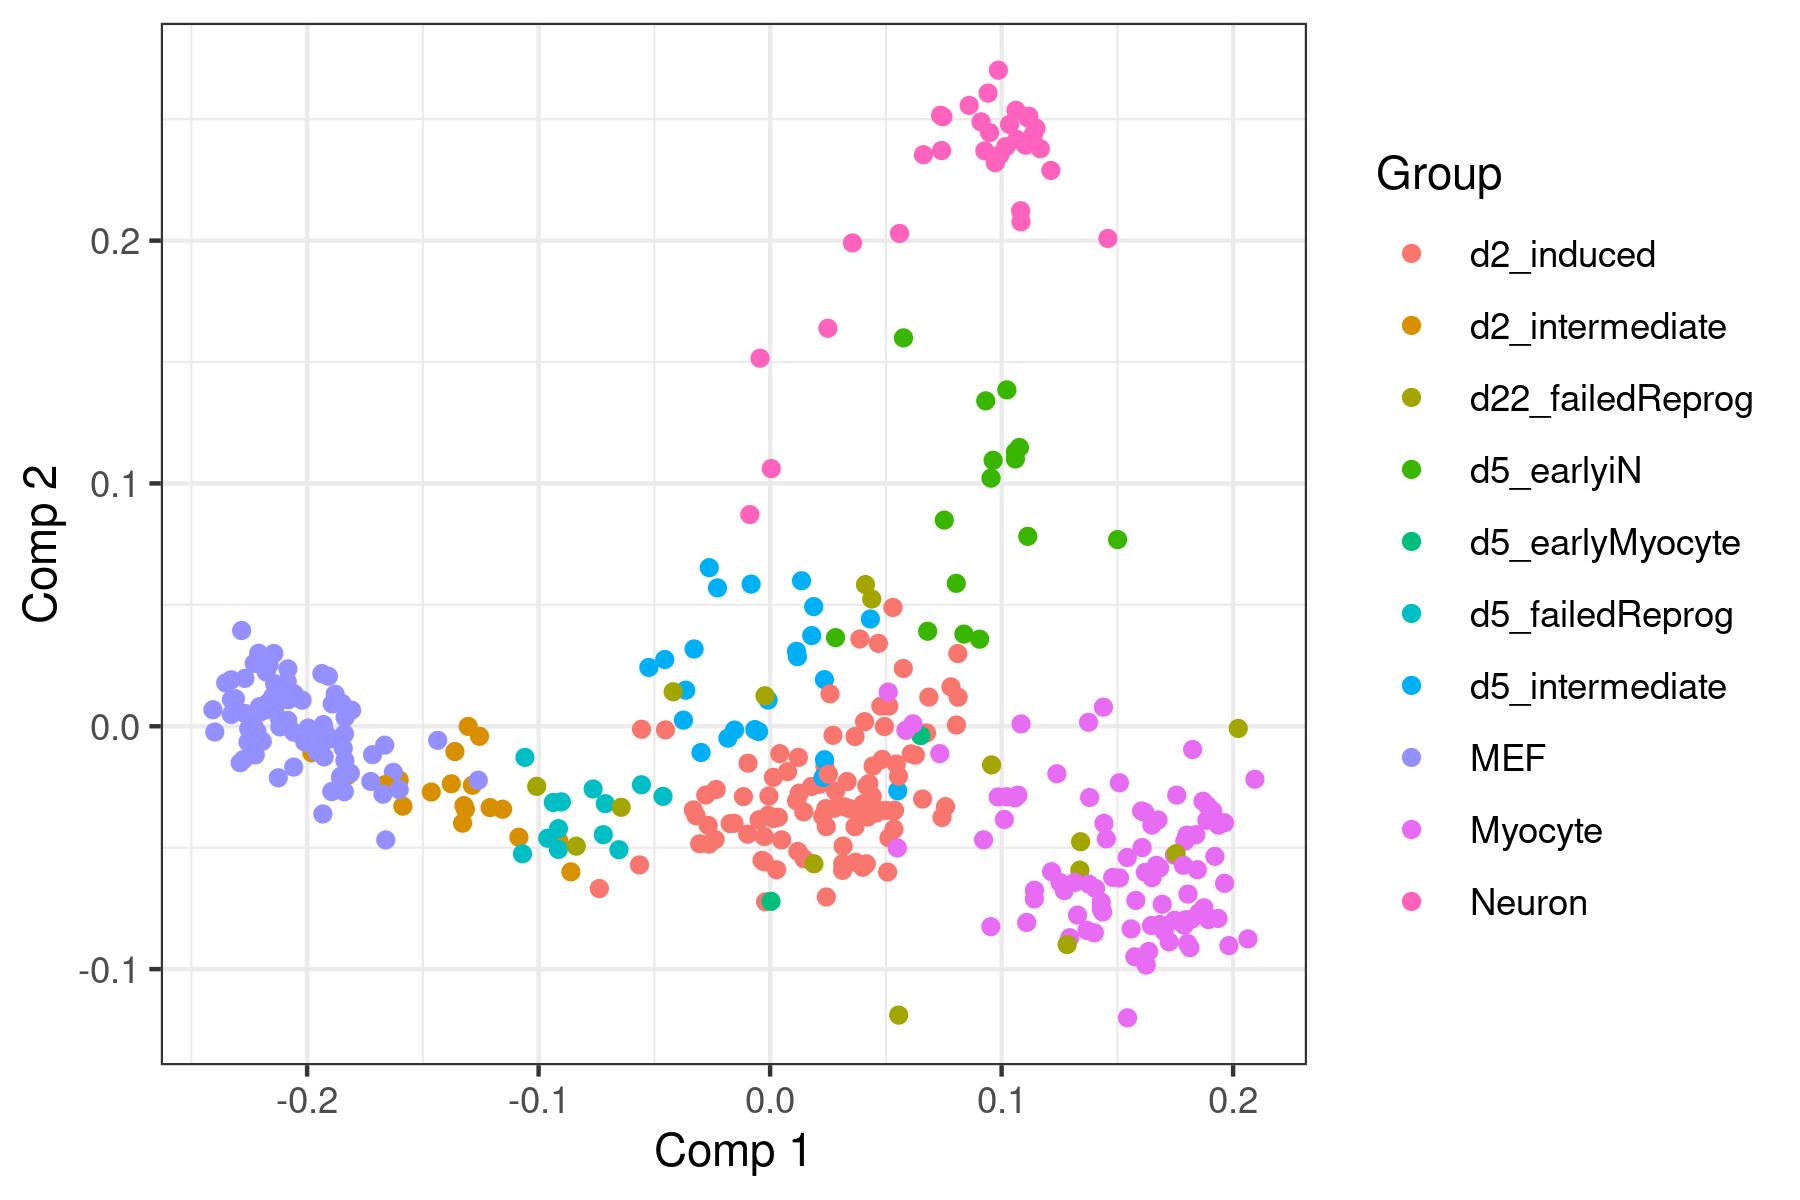 Group
d2_induced
d2_intermediate
d22_failedReprog
d5_earlyiN
d5_earlyMyocyte
d5_failedReprog
d5_intermediate
MEF
Myocyte
Neuron
Comp 2
0.2
0.1
0.0
-0.1
-0.2 -0.1 0.0 0.1 0.2
Comp 1